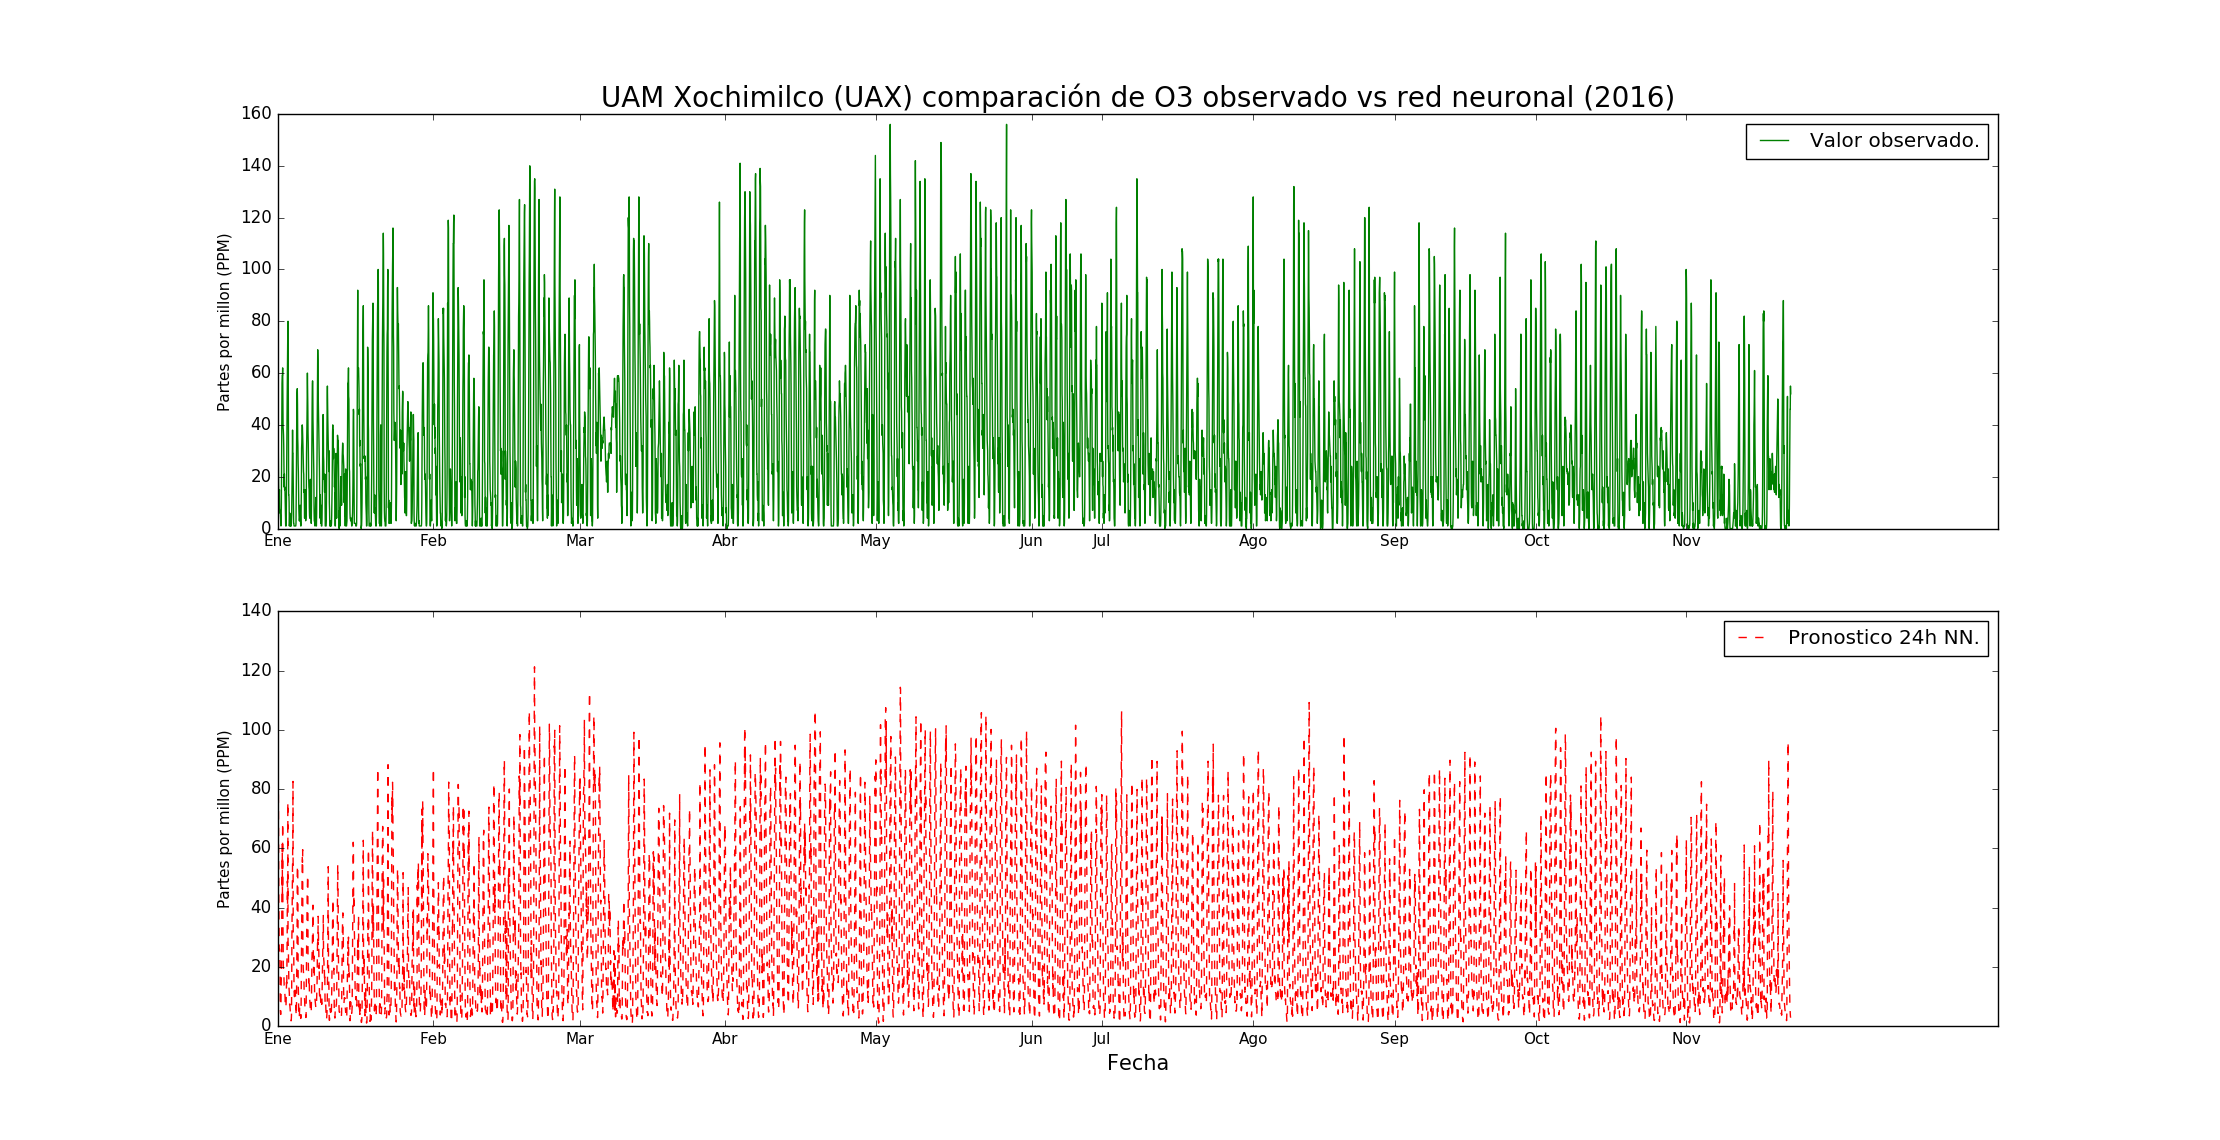 UAM Xochimilco (UAX) comparación de O3 observado vs red neuronal (2016)
160
140
120
100
80
60
40
20
0
Partes por millon (PPM)
Valor observado.
Ene Feb Mar Abr May Jun Jul Ago Sep Oct Nov
140
120
100
80
60
40
20
0
Partes por millon (PPM)
Pronostico 24h NN.
Ene Feb Mar Abr May Jun Jul Ago Sep Oct Nov
Fecha